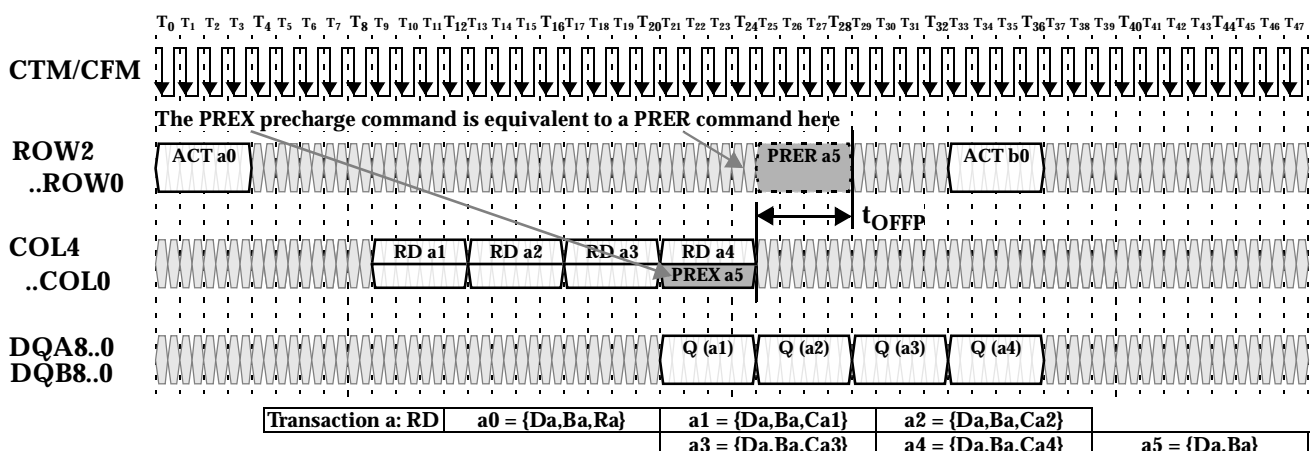 T0 T1 T2 T3 T4 T5 T6 T7 T8 T9 T10 T11 T12 T13 T14 T15 T16 T17 T18 T19 T20 T21 T22 T23 T24 T25 T26 T27 T28 T29 T30 T31 T32 T33 T34 T35 T36 T37 T38 T39 T40 T41 T42 T43 T44 T45 T46 T47
CTM/CFM
The PREX precharge command is equivalent to a PRER command here
ROW2
..ROW0
ACT a0 PRER a5 ACT b0
tOFFP
COL4
..COL0
RD a1 RD a2 RD a3 RD a4
PREX a5
DQA8..0
DQB8..0
Q (a1) Q (a2) Q (a3) Q (a4)
Transaction a: RD a0 = {Da,Ba,Ra} a1 = {Da,Ba,Ca1} a2 = {Da,Ba,Ca2}
a3 = {Da,Ba,Ca3} a4 = {Da,Ba,Ca4} a5 = {Da,Ba}